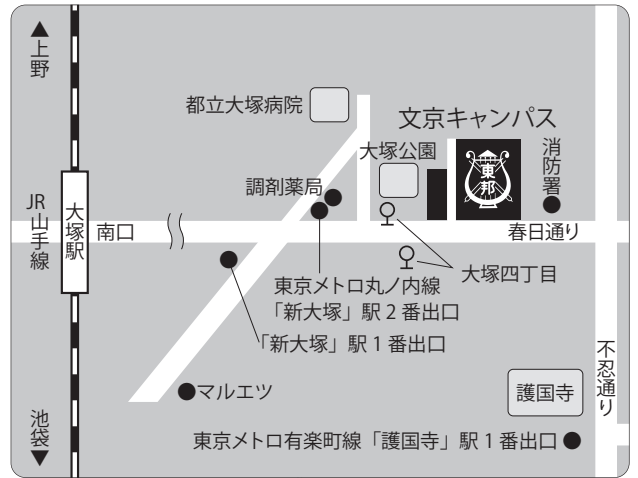 ▲上野
都立大塚病院
文京キャンパス
大塚公園
消防署
東邦
調剤薬局
JR山手線
大塚駅
南口
春日通り
大塚四丁目
東京メトロ丸ノ内線
「新大塚」駅2番出口
「新大塚」駅1番出口
不忍通り
マルエツ
護国寺
池袋▼
東京メトロ有楽町線「護国寺」駅1番出口